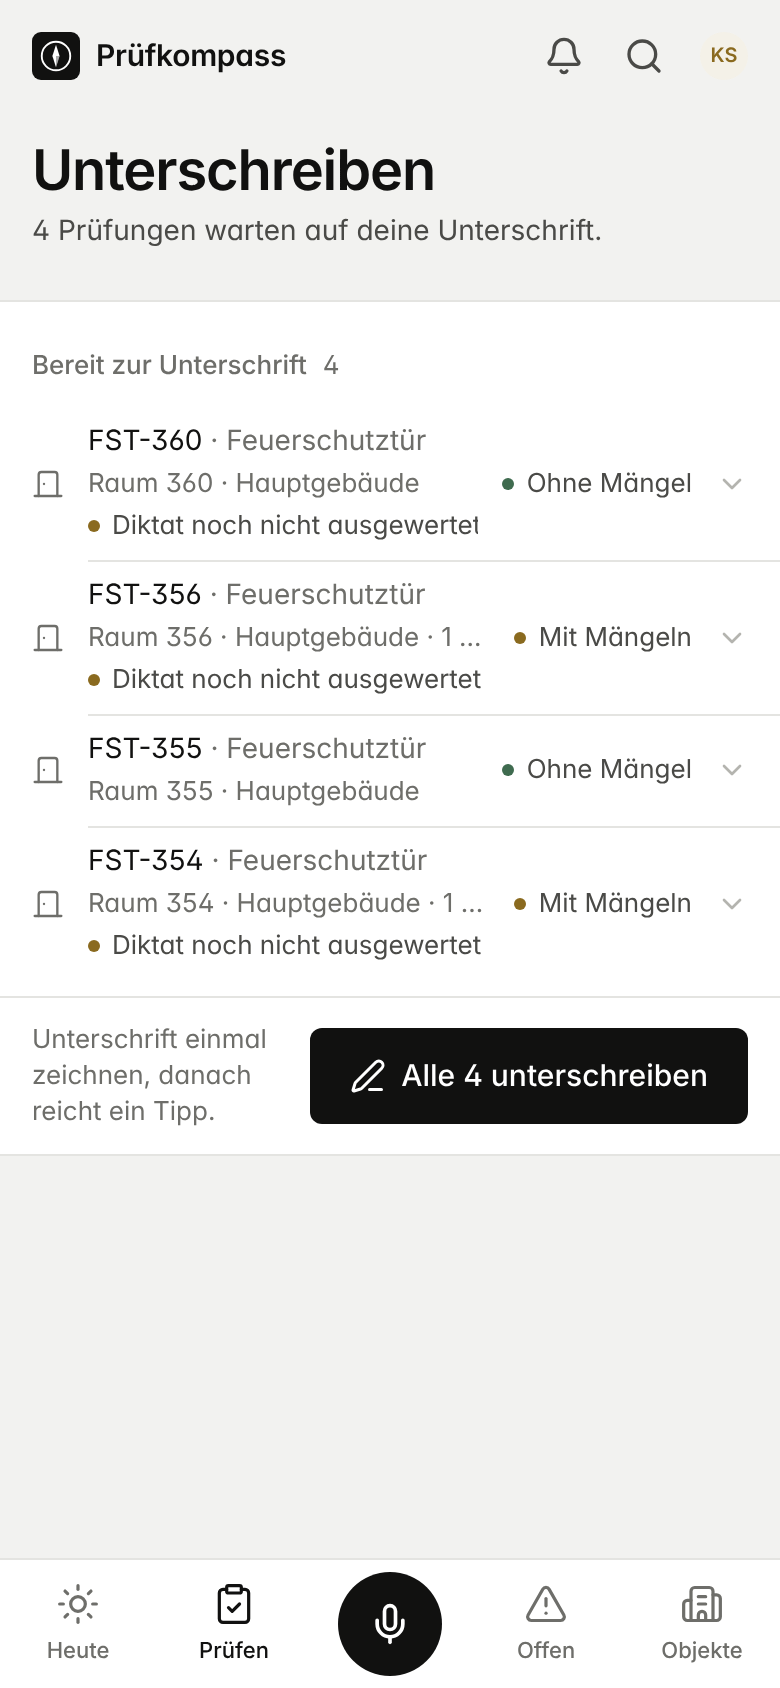 Prüfkompass
KS
Unterschreiben
4 Prüfungen warten auf deine Unterschrift.
Bereit zur Unterschrift 4
FST-360 · Feuerschutztür
Raum 360 · Hauptgebäude
Ohne Mängel
Diktat noch nicht ausgewertet
FST-356 · Feuerschutztür
Raum 356 · Hauptgebäude · 1 ...
Mit Mängeln
Diktat noch nicht ausgewertet
FST-355 · Feuerschutztür
Raum 355 · Hauptgebäude
Ohne Mängel
FST-354 · Feuerschutztür
Raum 354 · Hauptgebäude · 1 ...
Mit Mängeln
Diktat noch nicht ausgewertet
Unterschrift einmal
zeichnen, danach
reicht ein Tipp.
Alle 4 unterschreiben
Heute
Prüfen
Offen
Objekte